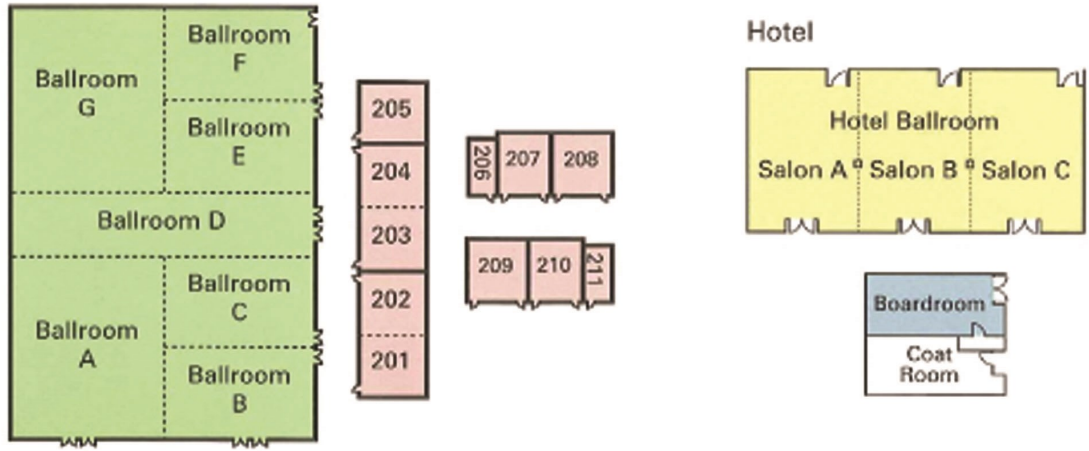 Ballroom
G
Ballroom
F
Ballroom
E
Ballroom D
Ballroom
A
Ballroom
C
Ballroom
B
205
204
203
202
201
206
207
208
209
210
211
Hotel
Hotel Ballroom
Salon A
Salon B
Salon C
Boardroom
Coat
Room